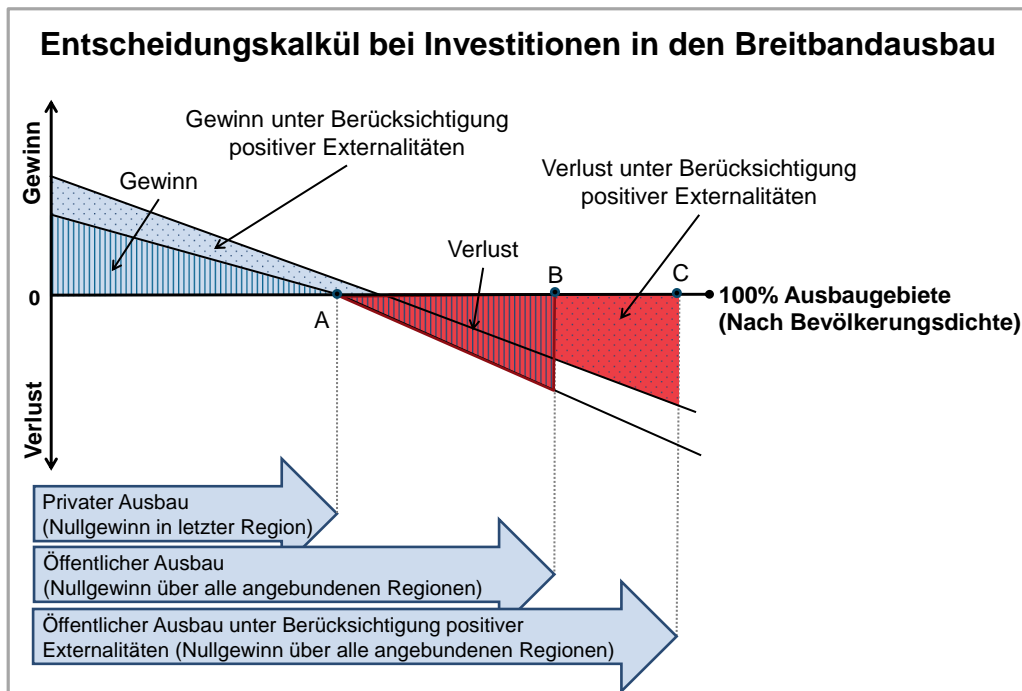 Entscheidungskalkül bei Investitionen in den Breitbandausbau
Gewinn
Verlust
0
Gewinn unter Berücksichtigung
positiver Externalitäten
Gewinn
Verlust unter Berücksichtigung
positiver Externalitäten
Verlust
A
B
C
100% Ausbaugebiete
(Nach Bevölkerungsdichte)
Privater Ausbau
(Nullgewinn in letzter Region)
Öffentlicher Ausbau
(Nullgewinn über alle angebundenen Regionen)
Öffentlicher Ausbau unter Berücksichtigung positiver
Externalitäten (Nullgewinn über alle angebundenen Regionen)